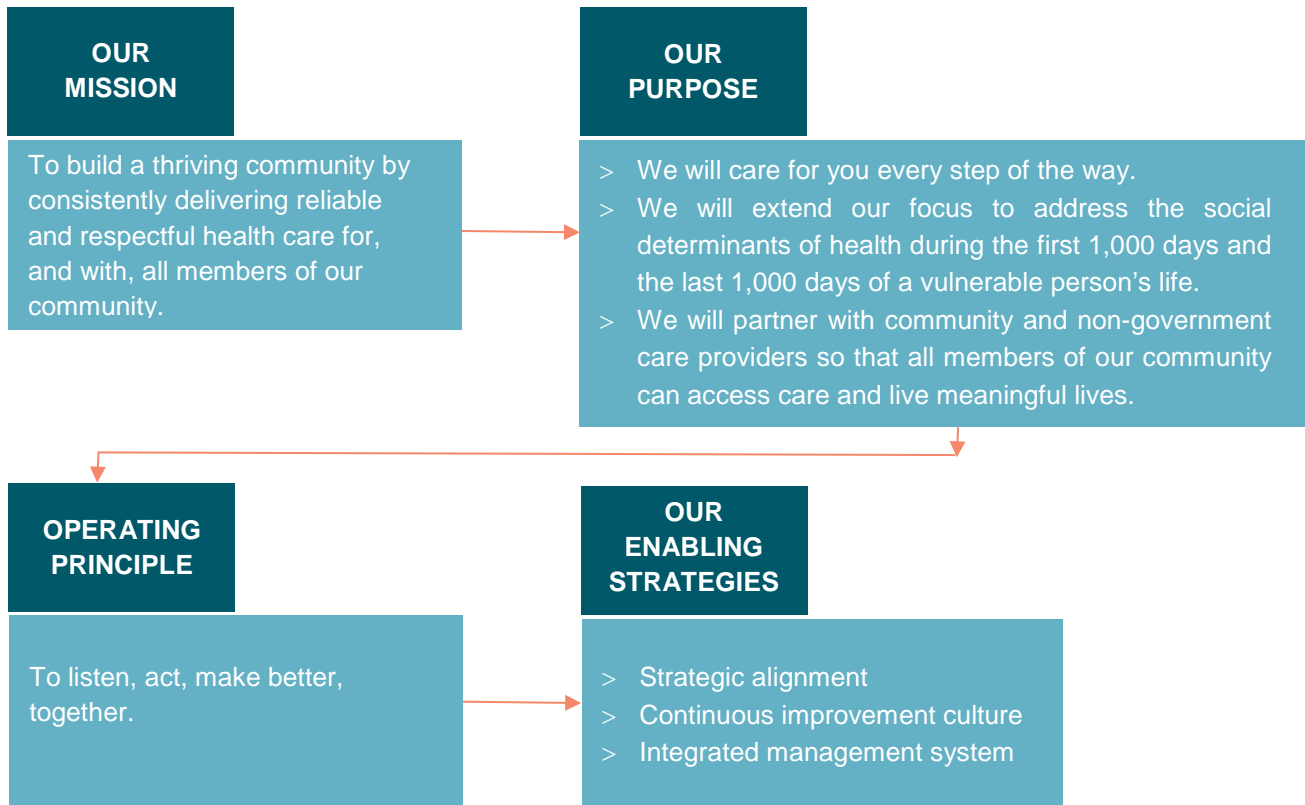 OUR
MISSION
To build a thriving community by
consistently delivering reliable
and respectful health care for,
and with, all members of our
community.
OUR
PURPOSE
> We will care for you every step of the way.
> We will extend our focus to address the social
determinants of health during the first 1,000 days and
the last 1,000 days of a vulnerable person’s life.
> We will partner with community and non-government
care providers so that all members of our community
can access care and live meaningful lives.
OPERATING
PRINCIPLE
To listen, act, make better,
together.
OUR
ENABLING
STRATEGIES
> Strategic alignment
> Continuous improvement culture
> Integrated management system